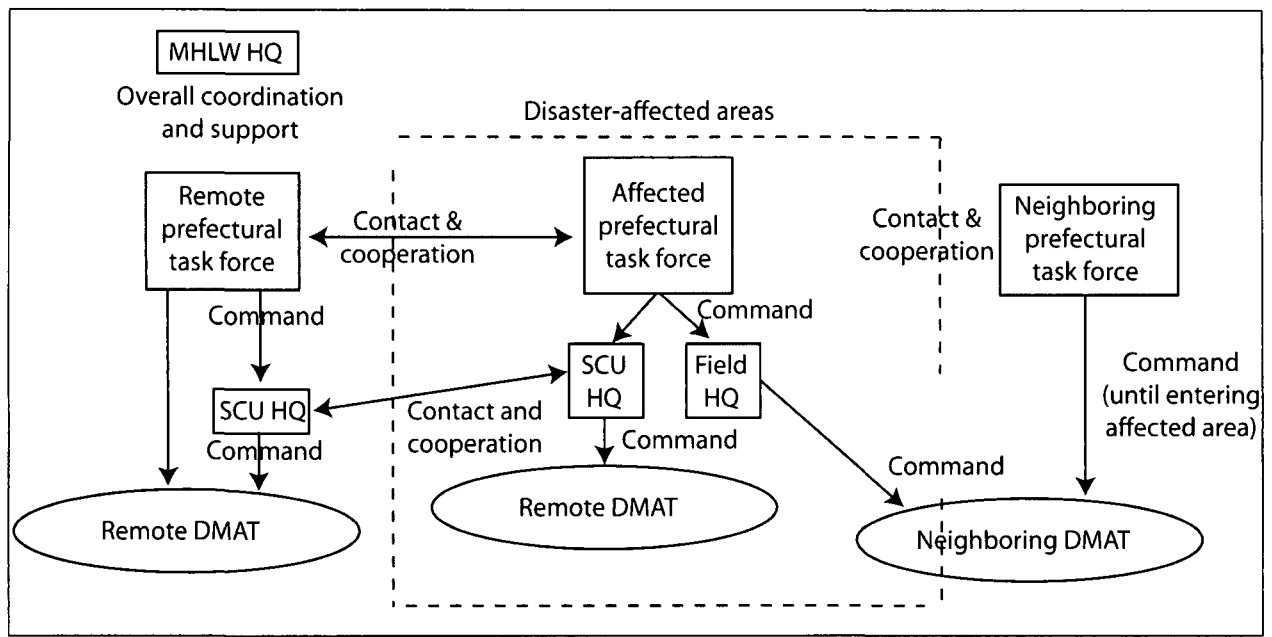 MHLW HQ
Overall coordination
and support
Disaster-affected areas
Remote
prefectural
task force
Contact &
cooperation
Affected
prefectural
task force
Contact &
cooperation
Neighboring
prefectural
task force
Command
Command
SCU HQ
Contact and
cooperation
SCU
HQ
Field
HQ
Command
(until entering
affected area)
Command
Command
Command
Remote DMAT
Remote DMAT
Neighboring DMAT